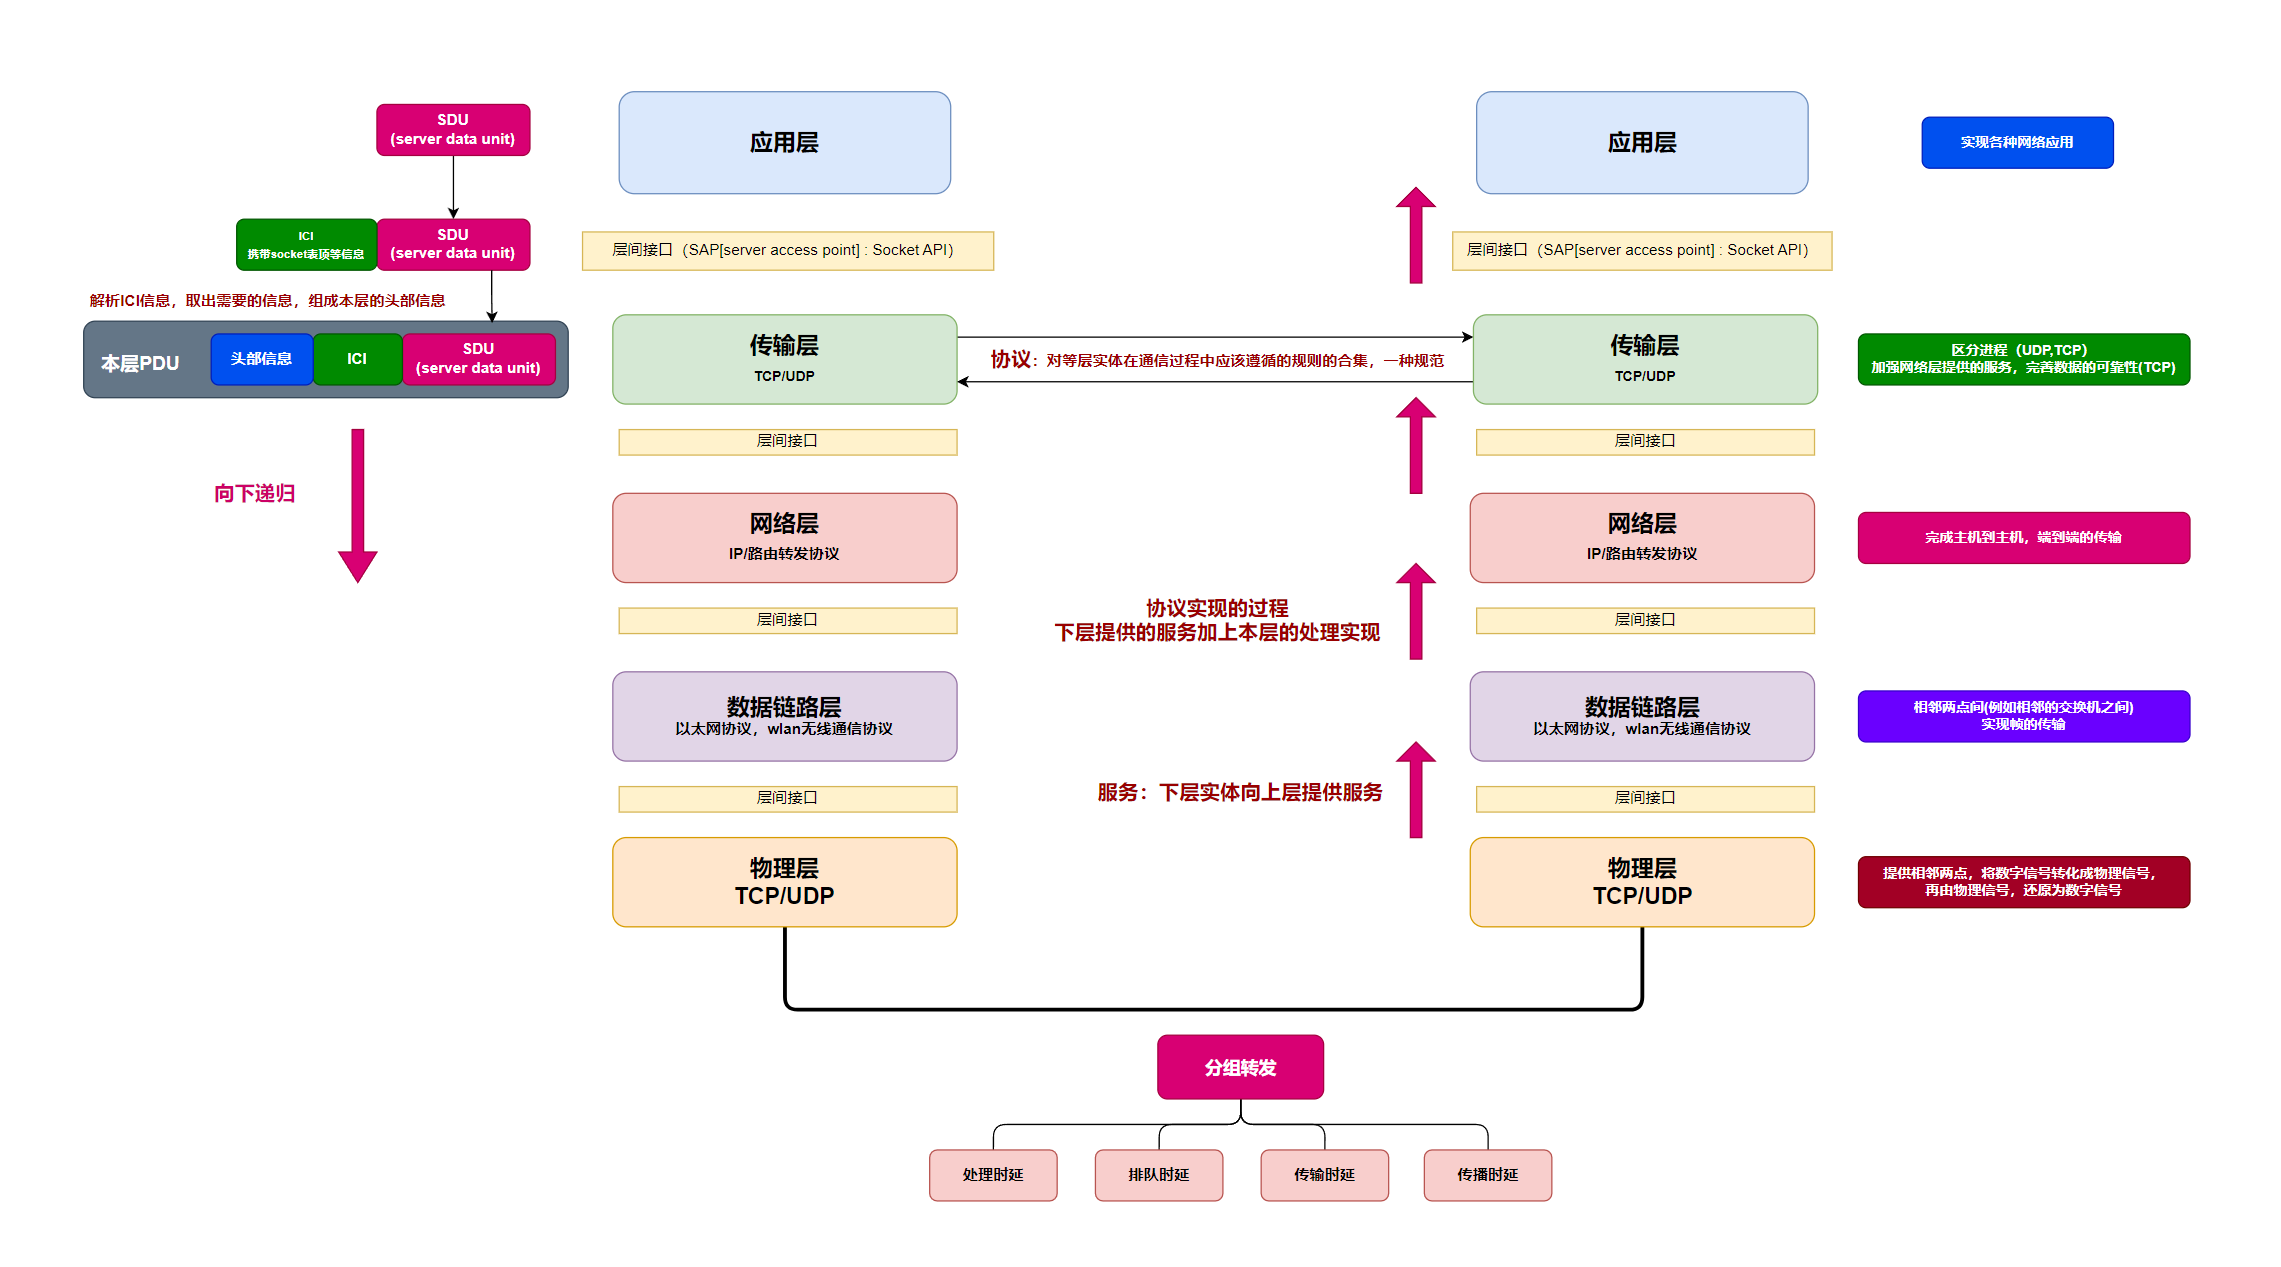 SDU
(server data unit)
应用层
应用层
实现各种网络应用
ICI
携带socket表顶等信息
SDU
(server data unit)
层间接口（SAP[server access point] : Socket API）
层间接口（SAP[server access point] : Socket API）
解析ICI信息，取出需要的信息，组成本层的头部信息
本层PDU
头部信息
ICI
SDU
(server data unit)
传输层
TCP/UDP
协议：对等层实体在通信过程中应该遵循的规则的合集，一种规范
传输层
TCP/UDP
区分进程（UDP,TCP）
加强网络层提供的服务，完善数据的可靠性(TCP)
层间接口
层间接口
向下递归
网络层
IP/路由转发协议
网络层
IP/路由转发协议
完成主机到主机，端到端的传输
协议实现的过程
下层提供的服务加上本层的处理实现
层间接口
层间接口
数据链路层
以太网协议，wlan无线通信协议
数据链路层
以太网协议，wlan无线通信协议
相邻两点间(例如相邻的交换机之间)
实现帧的传输
服务：下层实体向上层提供服务
层间接口
层间接口
物理层
TCP/UDP
物理层
TCP/UDP
提供相邻两点，将数字信号转化成物理信号，
再由物理信号，还原为数字信号
分组转发
处理时延
排队时延
传输时延
传播时延